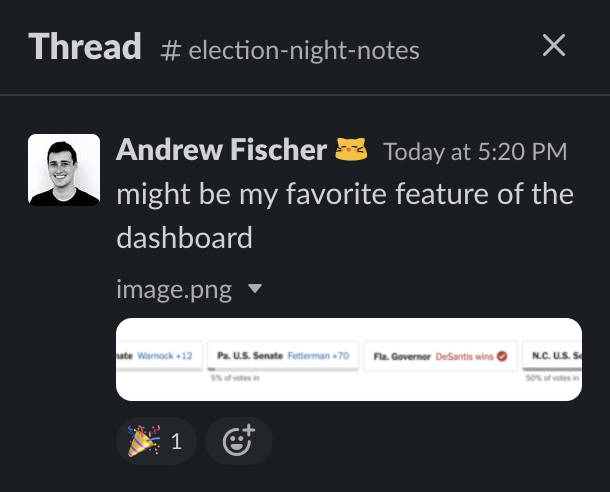 Thread # election-night-notes
Andrew Fischer Today at 5:20 PM
might be my favorite feature of the
dashboard
image.png
nate Warnock +12 Pa. U.S. Senate Fetterman +70 Fla. Governor DeSantis wins N.C. U.S. Se
5% of votes in 50% of votes in
1